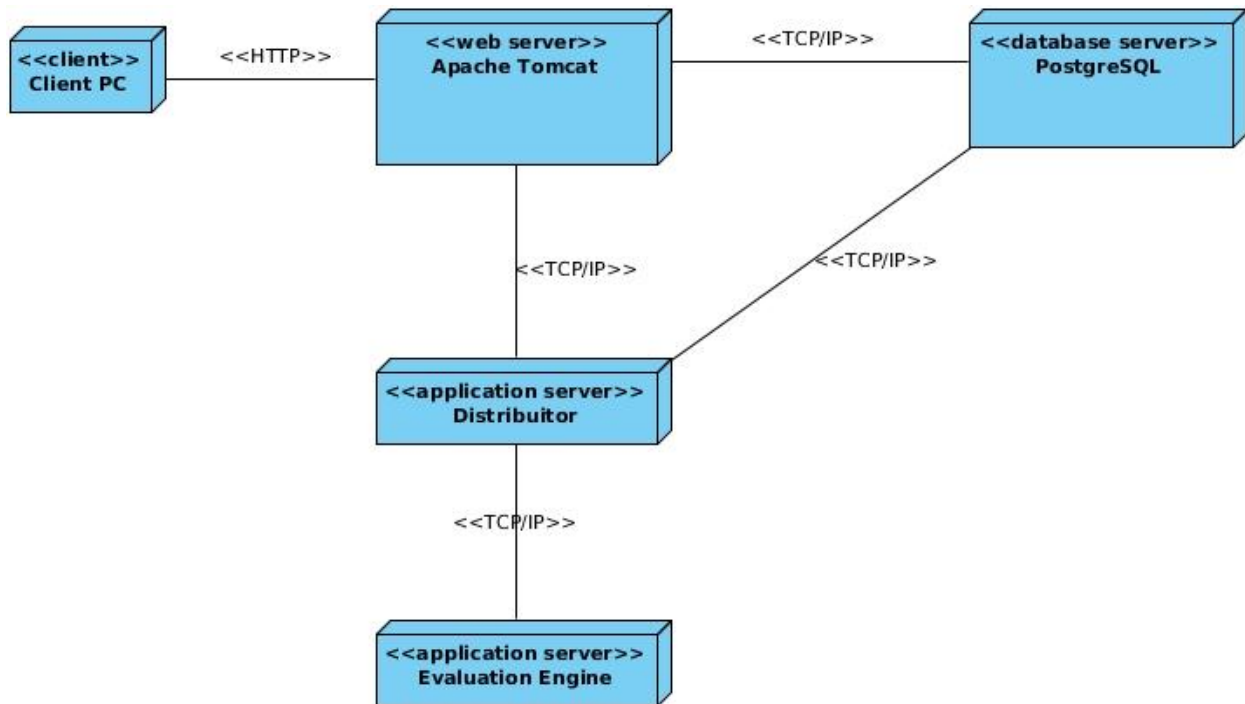 <<client>>
Client PC
<<HTTP>>
<<web server>>
Apache Tomcat
<<TCP/IP>>
<<database server>>
PostgreSQL
<<TCP/IP>>
<<TCP/IP>>
<<application server>>
Distribuitor
<<TCP/IP>>
<<application server>>
Evaluation Engine